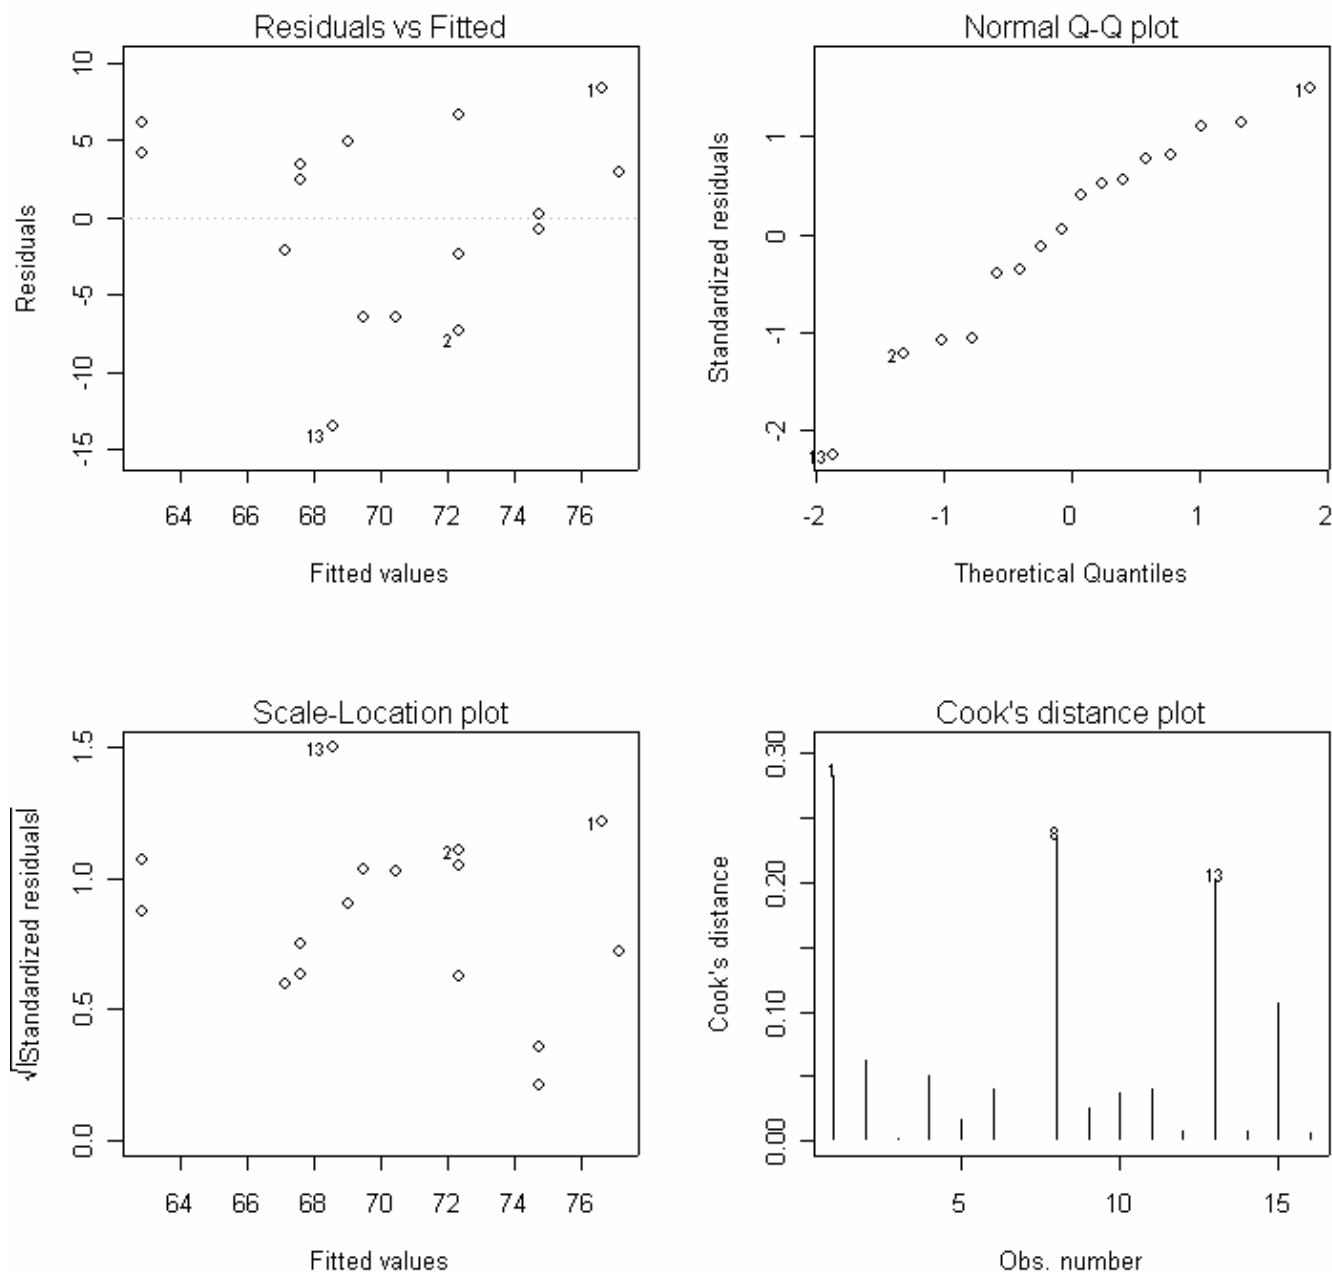 Residuals vs Fitted
Residuals
10
5
0
-5
-10
-15
1
2
13
64 66 68 70 72 74 76
Fitted values
Normal Q-Q plot
Standardized residuals
1
0
-1
-2
1
2
13
-2 -1 0 1 2
Theoretical Quantiles
Scale-Location plot
√|Standardized residuals|
1.5
1.0
0.5
0.0
13
1
2
64 66 68 70 72 74 76
Fitted values
Cook's distance plot
Cook's distance
0.30
0.20
0.10
0.00
1
8
13
5 10 15
Obs. number